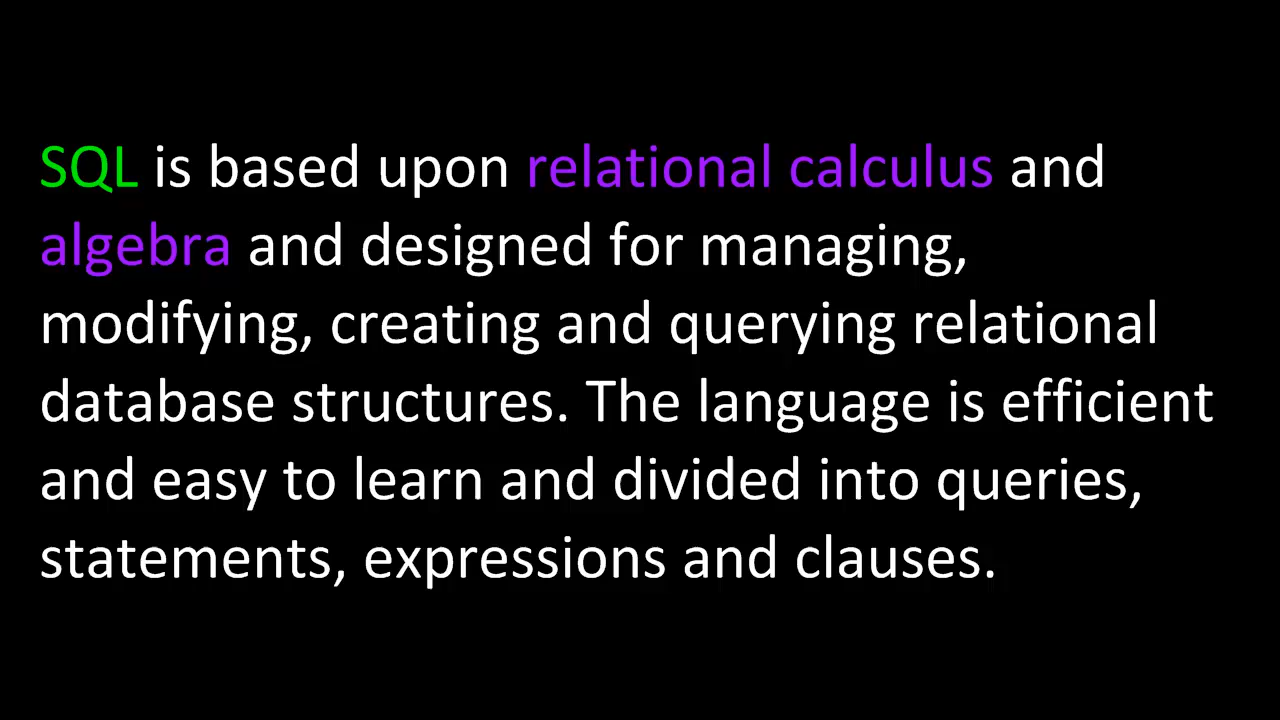 SQL is based upon relational calculus and
algebra and designed for managing,
modifying, creating and querying relational
database structures. The language is efficient
and easy to learn and divided into queries,
statements, expressions and clauses.